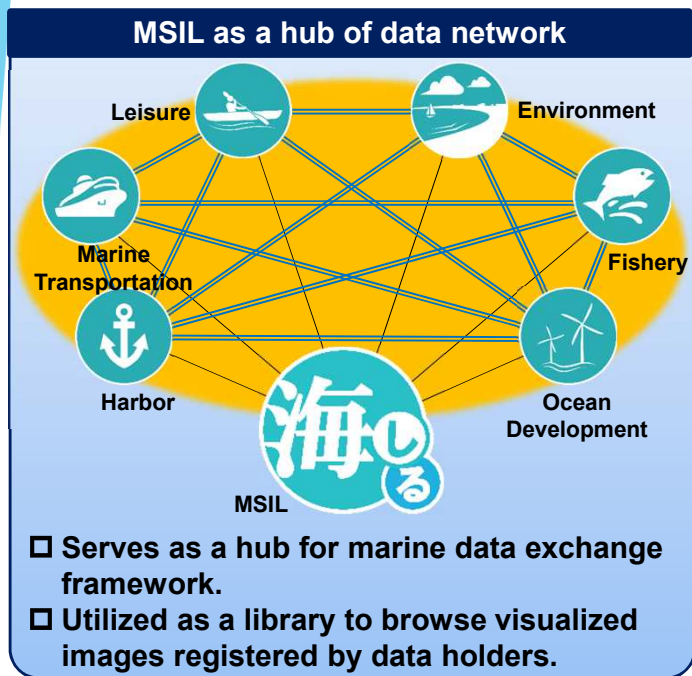 MSIL as a hub of data network
Leisure
Environment
Marine
Transportation
Fishery
Harbor
Ocean
Development
海しる
MSIL
☐ Serves as a hub for marine data exchange
framework.
☐ Utilized as a library to browse visualized
images registered by data holders.